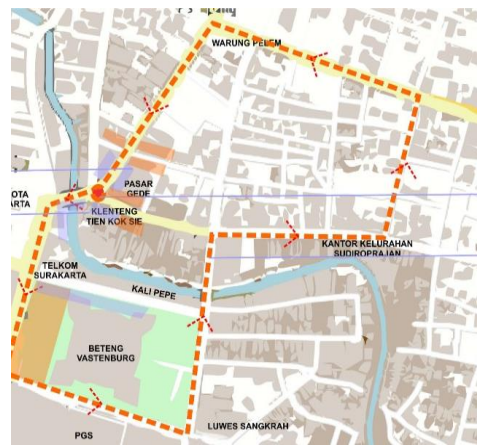 WARUNG PELEM
PASAR
GEDE
OTA
ARTA
KLENTENG
TIEN KOK SIE
KANTOR KELURAHAN
SUDIROPRAJAN
TELKOM
SURAKARTA
KALI PEPE
BETENG
VASTENBURG
LUWES SANGKRAH
PGS